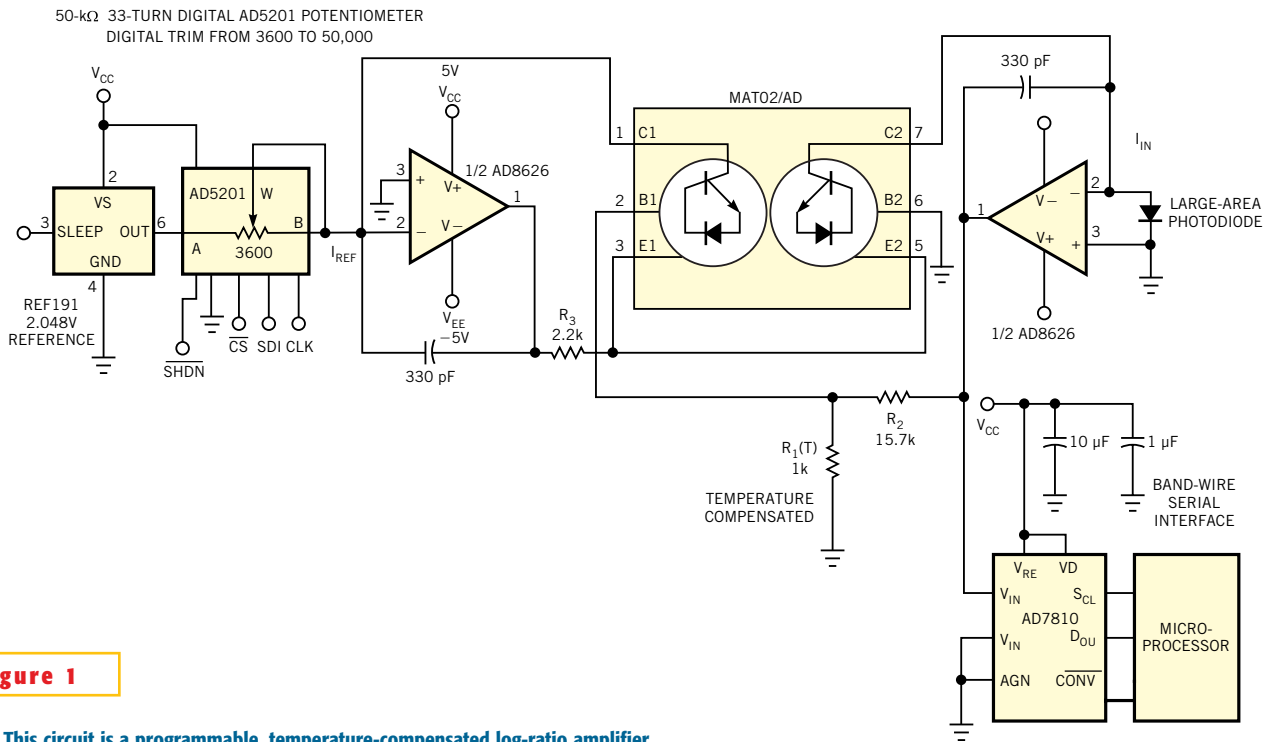 50-kΩ 33-TURN DIGITAL AD5201 POTENTIOMETER
DIGITAL TRIM FROM 3600 TO 50,000
VCC
2
VS
3
SLEEP
OUT
6
GND
4
REF191
2.048V
REFERENCE
AD5201
W
A
B
3600
SHDN
CS
SDI
CLK
IREF
5V
VCC
3
+
V+
1/2 AD8626
1
2
−
V−
VEE
−5V
330 pF
R3
2.2k
MAT02/AD
1
C1
C2
7
2
B1
B2
6
3
E1
E2
5
330 pF
IIN
V−
−
2
1
V+
+
3
LARGE-AREA
PHOTODIODE
1/2 AD8626
R2
15.7k
R1(T)
1k
TEMPERATURE
COMPENSATED
VCC
10 µF
1 µF
BAND-WIRE
SERIAL
INTERFACE
VRE
VD
VIN
SCL
AD7810
VIN
DOU
AGN
CONV
MICRO-
PROCESSOR
gure 1
This circuit is a programmable, temperature-compensated log-ratio amplifier